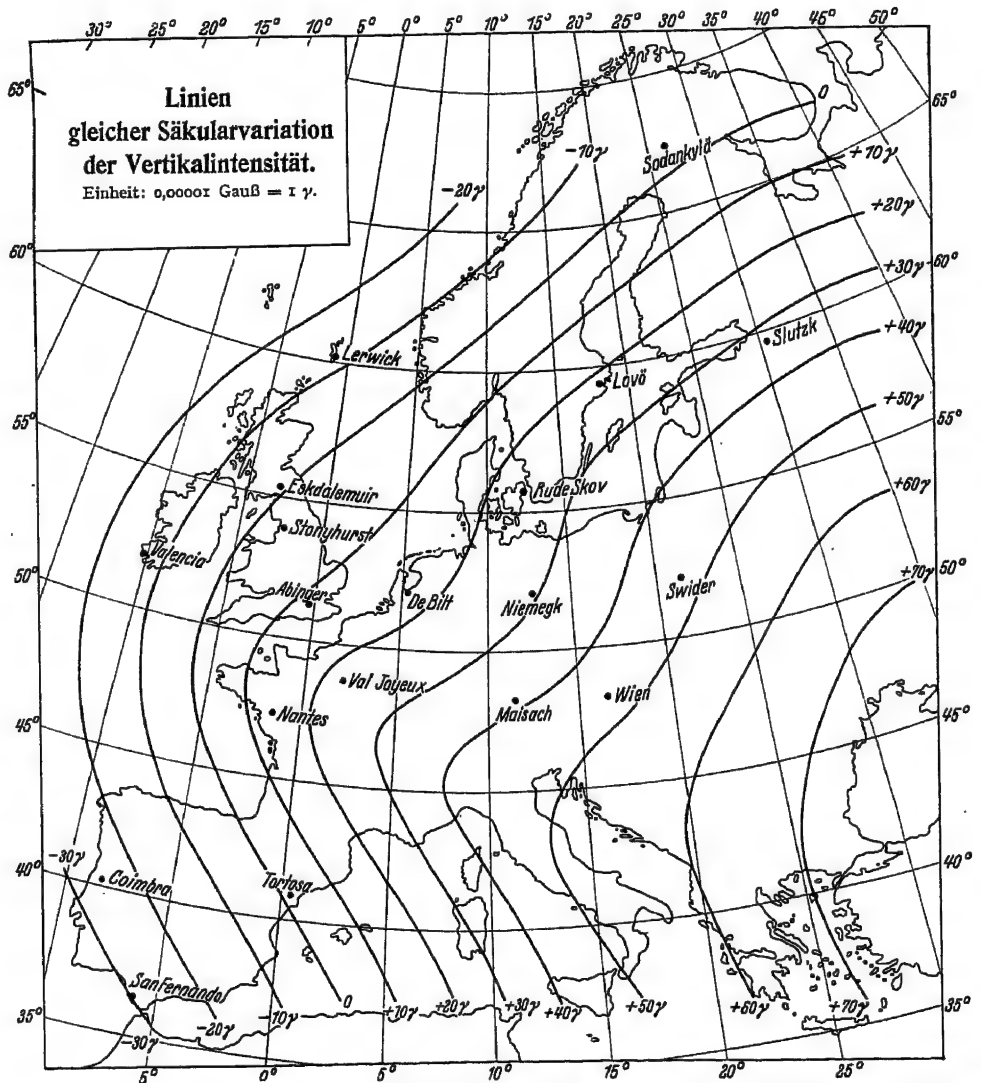 30° 25° 20° 15° 10° 5° 0° 5° 10° 15° 20° 25° 30° 35° 40° 50°
65°
Linien
gleicher Säkularvariation
der Vertikalintensität.
Einheit: 0,00001 Gauß = 1 γ.
0
65°
-20γ
-10γ
Sodankylä
+10γ
+20γ
60°
+30γ
60°
Lerwick
Slutzk
+40γ
Lovö
+50γ
55°
55°
Eskdalemuir
Rude Skov
+60γ
Stonyhurst
Valencia
50°
50°
+70γ
Abinger
De Bilt
Niemegk
Swider
Val Joyeux
Nantes
Maisach
Wien
45°
45°
-30γ
40°
40°
Coimbra
Tortosa
San Fernando
35°
-20γ
-10γ
0
+10γ
+20γ
+30γ
+40γ
+50γ
+60γ
+70γ
35°
-30γ
5° 0° 5° 10° 15° 20° 25°